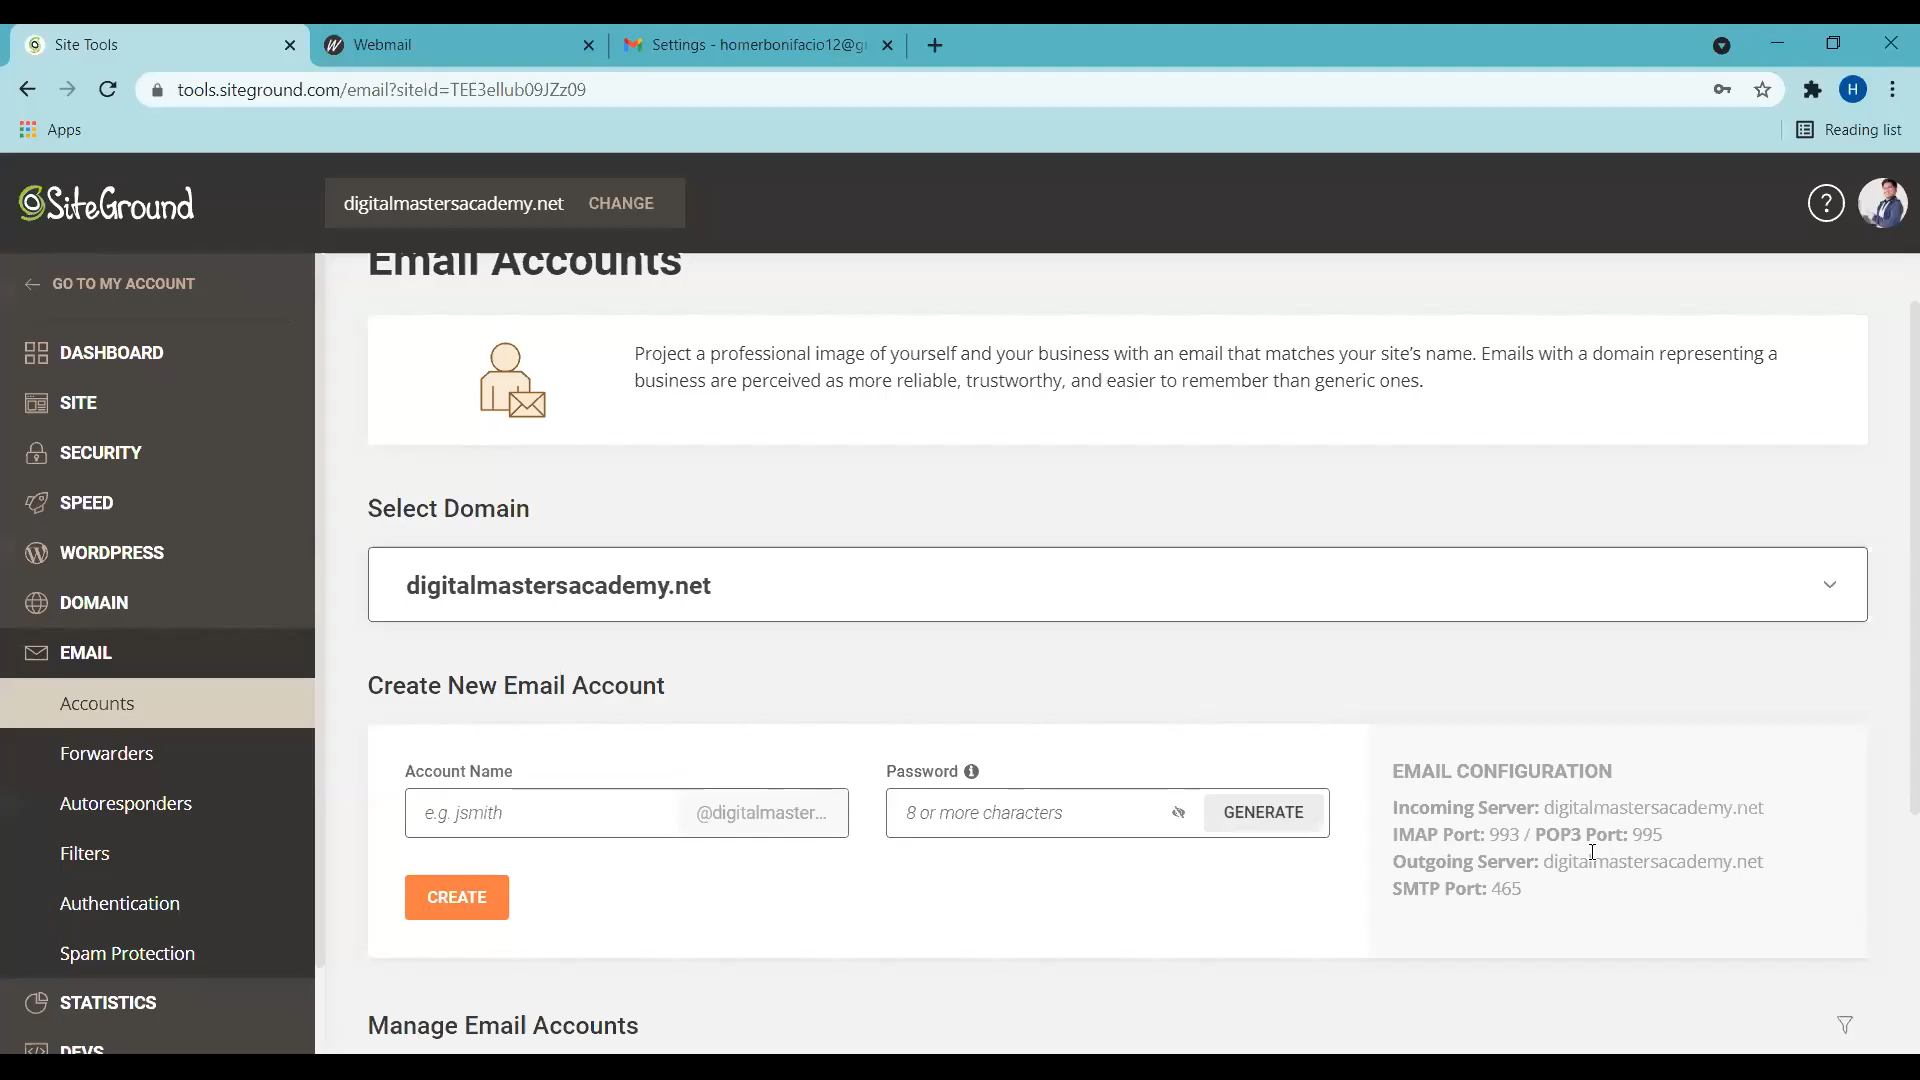 Site Tools
Webmail
Settings - homerbonifacio12@g
tools.siteground.com/email?siteId=TEE3ellub09JZz09
H
Apps
Reading list
SiteGround
digitalmastersacademy.net CHANGE
?
GO TO MY ACCOUNT
DASHBOARD
SITE
SECURITY
SPEED
WORDPRESS
DOMAIN
EMAIL
Accounts
Forwarders
Autoresponders
Filters
Authentication
Spam Protection
STATISTICS
DEVS
Email Accounts
Project a professional image of yourself and your business with an email that matches your site's name. Emails with a domain representing a
business are perceived as more reliable, trustworthy, and easier to remember than generic ones.
Select Domain
digitalmastersacademy.net
Create New Email Account
Account Name
e.g. jsmith @digitalmaster...
Password
8 or more characters GENERATE
CREATE
EMAIL CONFIGURATION
Incoming Server: digitalmastersacademy.net
IMAP Port: 993 / POP3 Port: 995
Outgoing Server: digitalmastersacademy.net
SMTP Port: 465
Manage Email Accounts